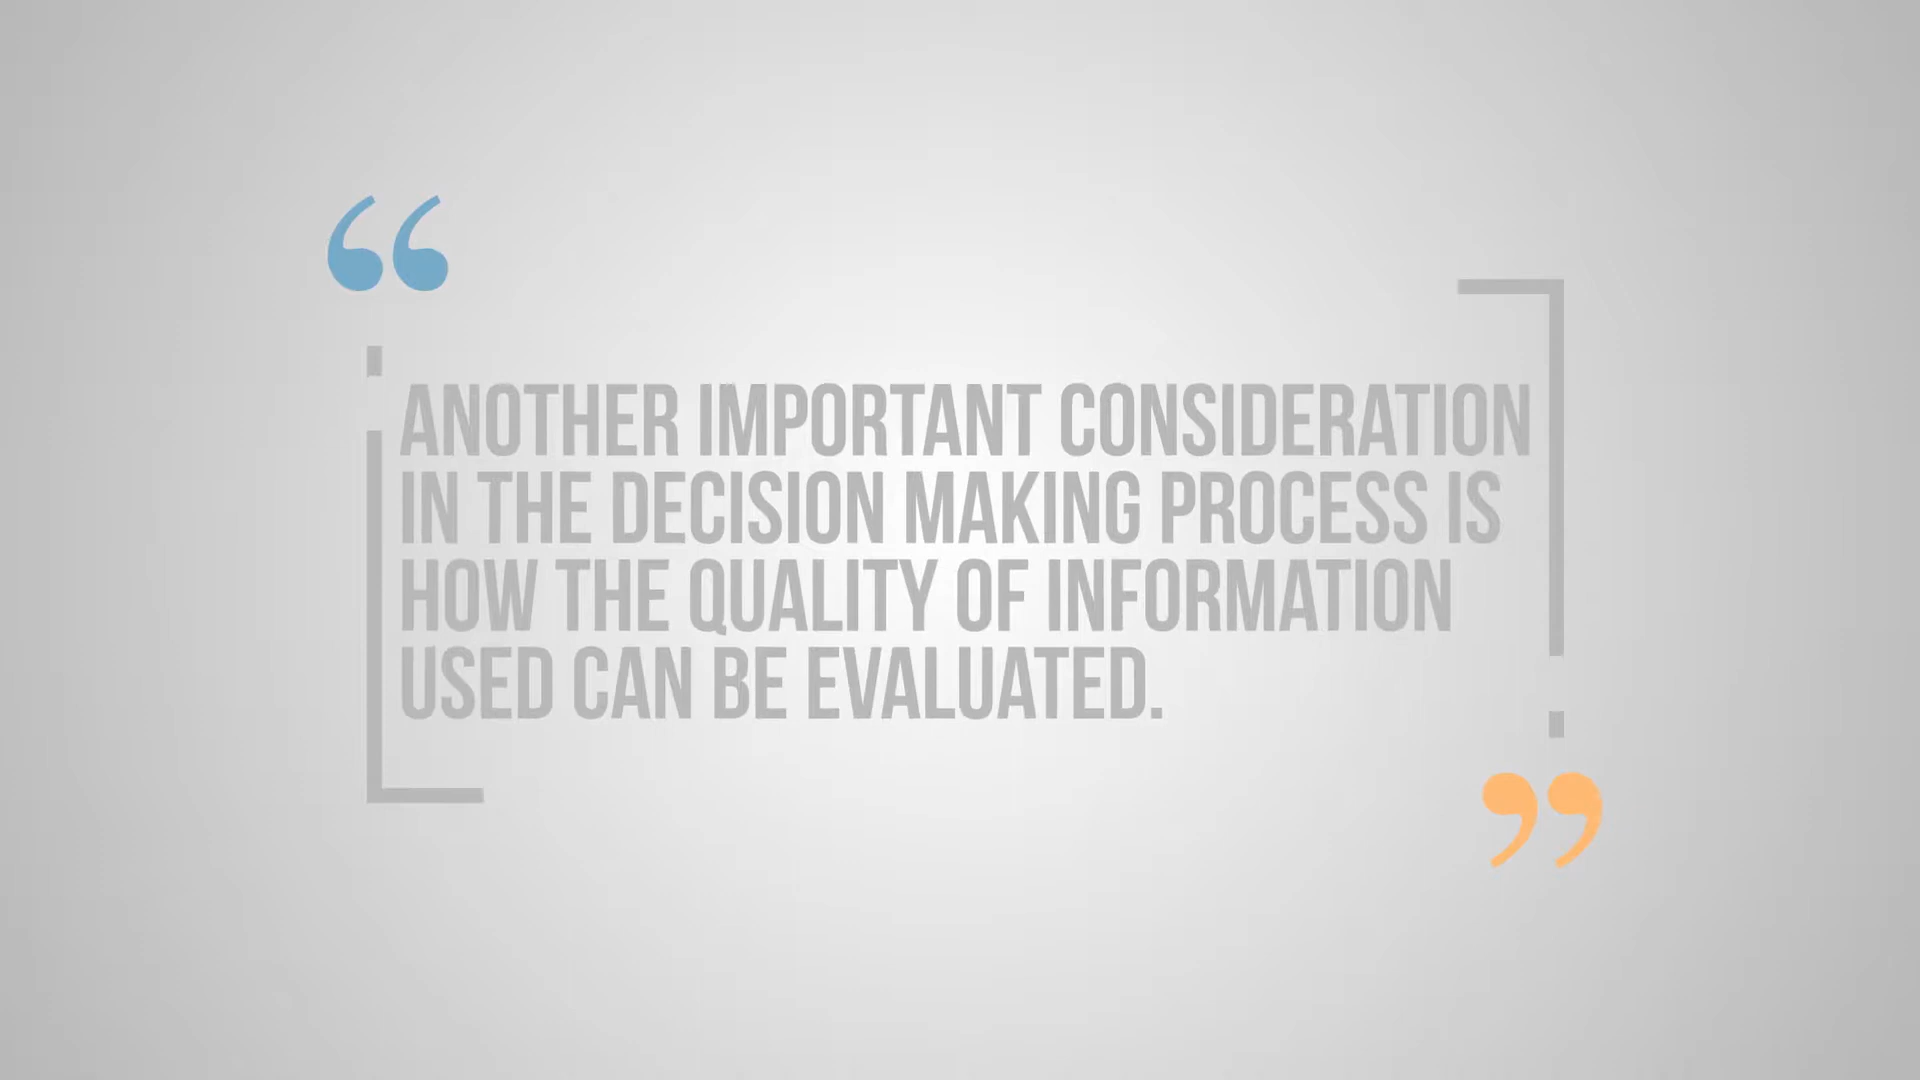 “
ANOTHER IMPORTANT CONSIDERATION
IN THE DECISION MAKING PROCESS IS
HOW THE QUALITY OF INFORMATION
USED CAN BE EVALUATED.
”